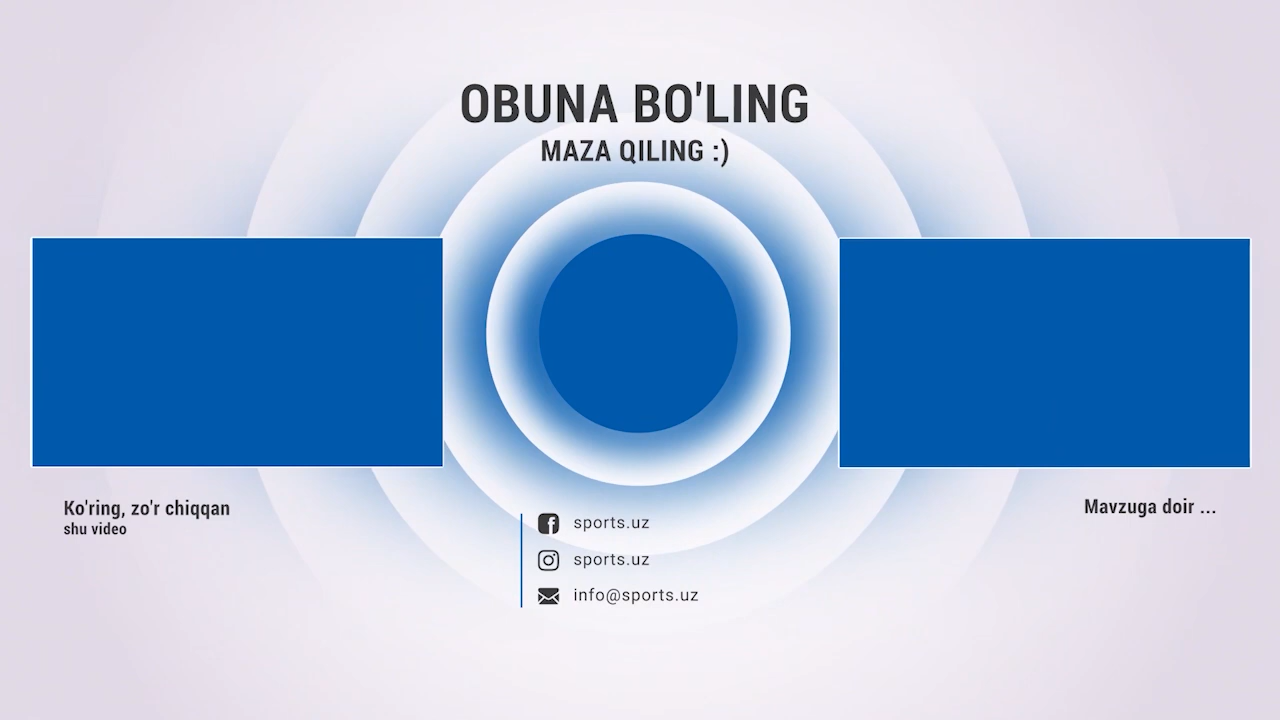 OBUNA BO'LING
MAZA QILING :)
Ko'ring, zo'r chiqqan
shu video
Mavzuga doir ...
sports.uz
sports.uz
info@sports.uz